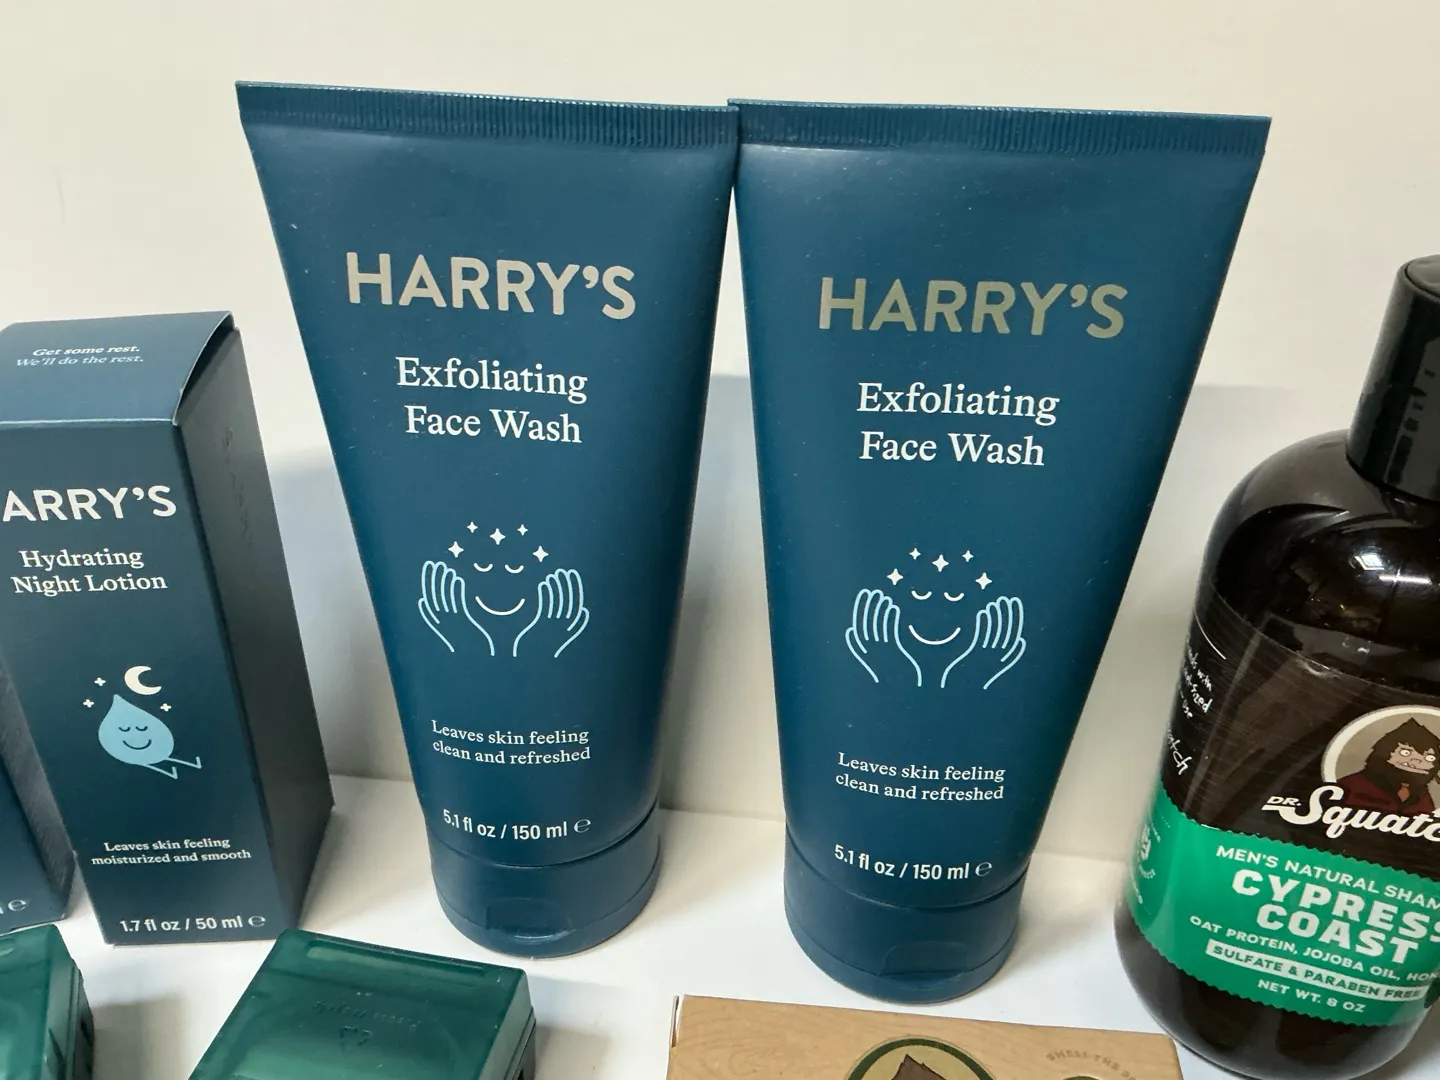 Get some rest.
We'll do the rest.
ARRY'S
Hydrating
Night Lotion
Leaves skin feeling
moisturized and smooth
1.7 fl oz / 50 ml ℮
HARRY'S
Exfoliating
Face Wash
Leaves skin feeling
clean and refreshed
5.1 fl oz / 150 ml ℮
HARRY'S
Exfoliating
Face Wash
Leaves skin feeling
clean and refreshed
5.1 fl oz / 150 ml ℮
DR.
Squatc
MEN'S NATURAL SHAM
CYPRESS
COAST
OAT PROTEIN, JOJOBA OIL, HON
SULFATE & PARABEN FREE
NET WT. 8 OZ